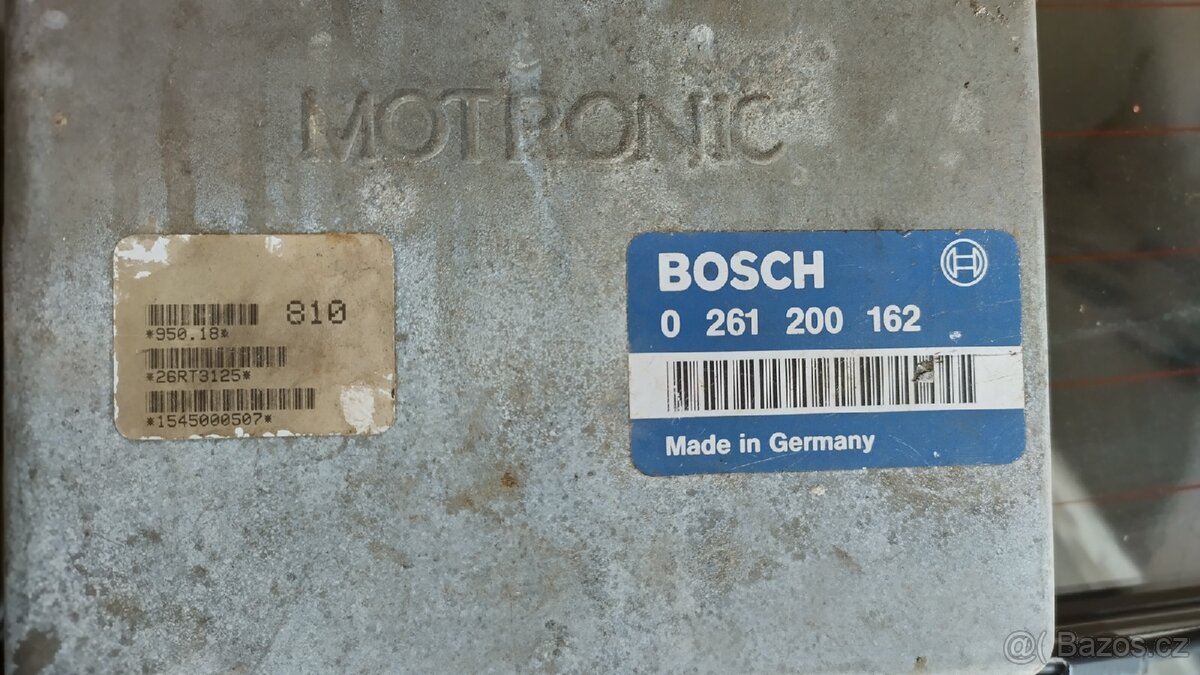 MOTRONIC
810
*950.18*
*26RT3125*
*1545000507*
BOSCH
0 261 200 162
Made in Germany
@( Bazos.cz